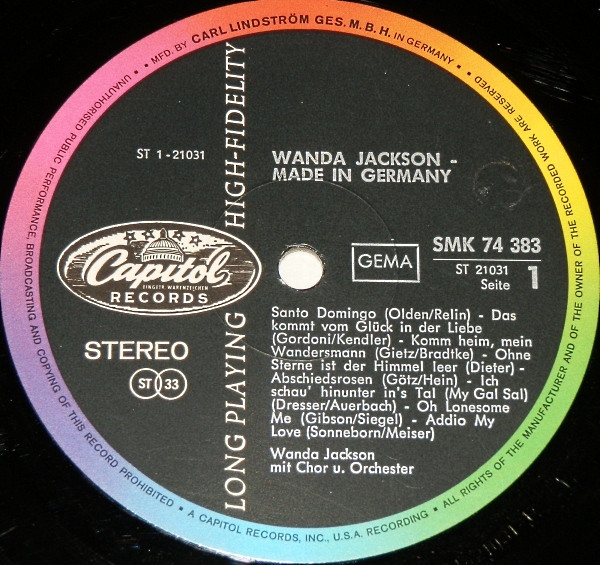 MFD. BY CARL LINDSTRÖM GES. M. B. H. IN GERMANY •
UNAUTHORISED PUBLIC PERFORMANCE, BROADCASTING AND COPYING OF THIS RECORD PROHIBITED •
A CAPITOL RECORDS, INC., U.S.A. RECORDING •
ALL RIGHTS OF THE MANUFACTURER AND OF THE OWNER OF THE RECORDED WORK ARE RESERVED
LONG PLAYING HIGH-FIDELITY
ST 1 - 21031
WANDA JACKSON -
MADE IN GERMANY
Capitol
EINGETR. WARENZEICHEN
RECORDS
GEMA
SMK 74 383
ST 21031
Seite 1
STEREO
ST 33
Santo Domingo (Olden/Relin) - Das
kommt vom Glück in der Liebe
(Gordoni/Kendler) - Komm heim, mein
Wandersmann (Gietz/Bradtke) - Ohne
Sterne ist der Himmel leer (Dieter) -
Abschiedsrosen (Götz/Hein) - Ich
schau' hinunter in's Tal (My Gal Sal)
(Dresser/Auerbach) - Oh Lonesome
Me (Gibson/Siegel) - Addio My
Love (Sonneborn/Meiser)
Wanda Jackson
mit Chor u. Orchester